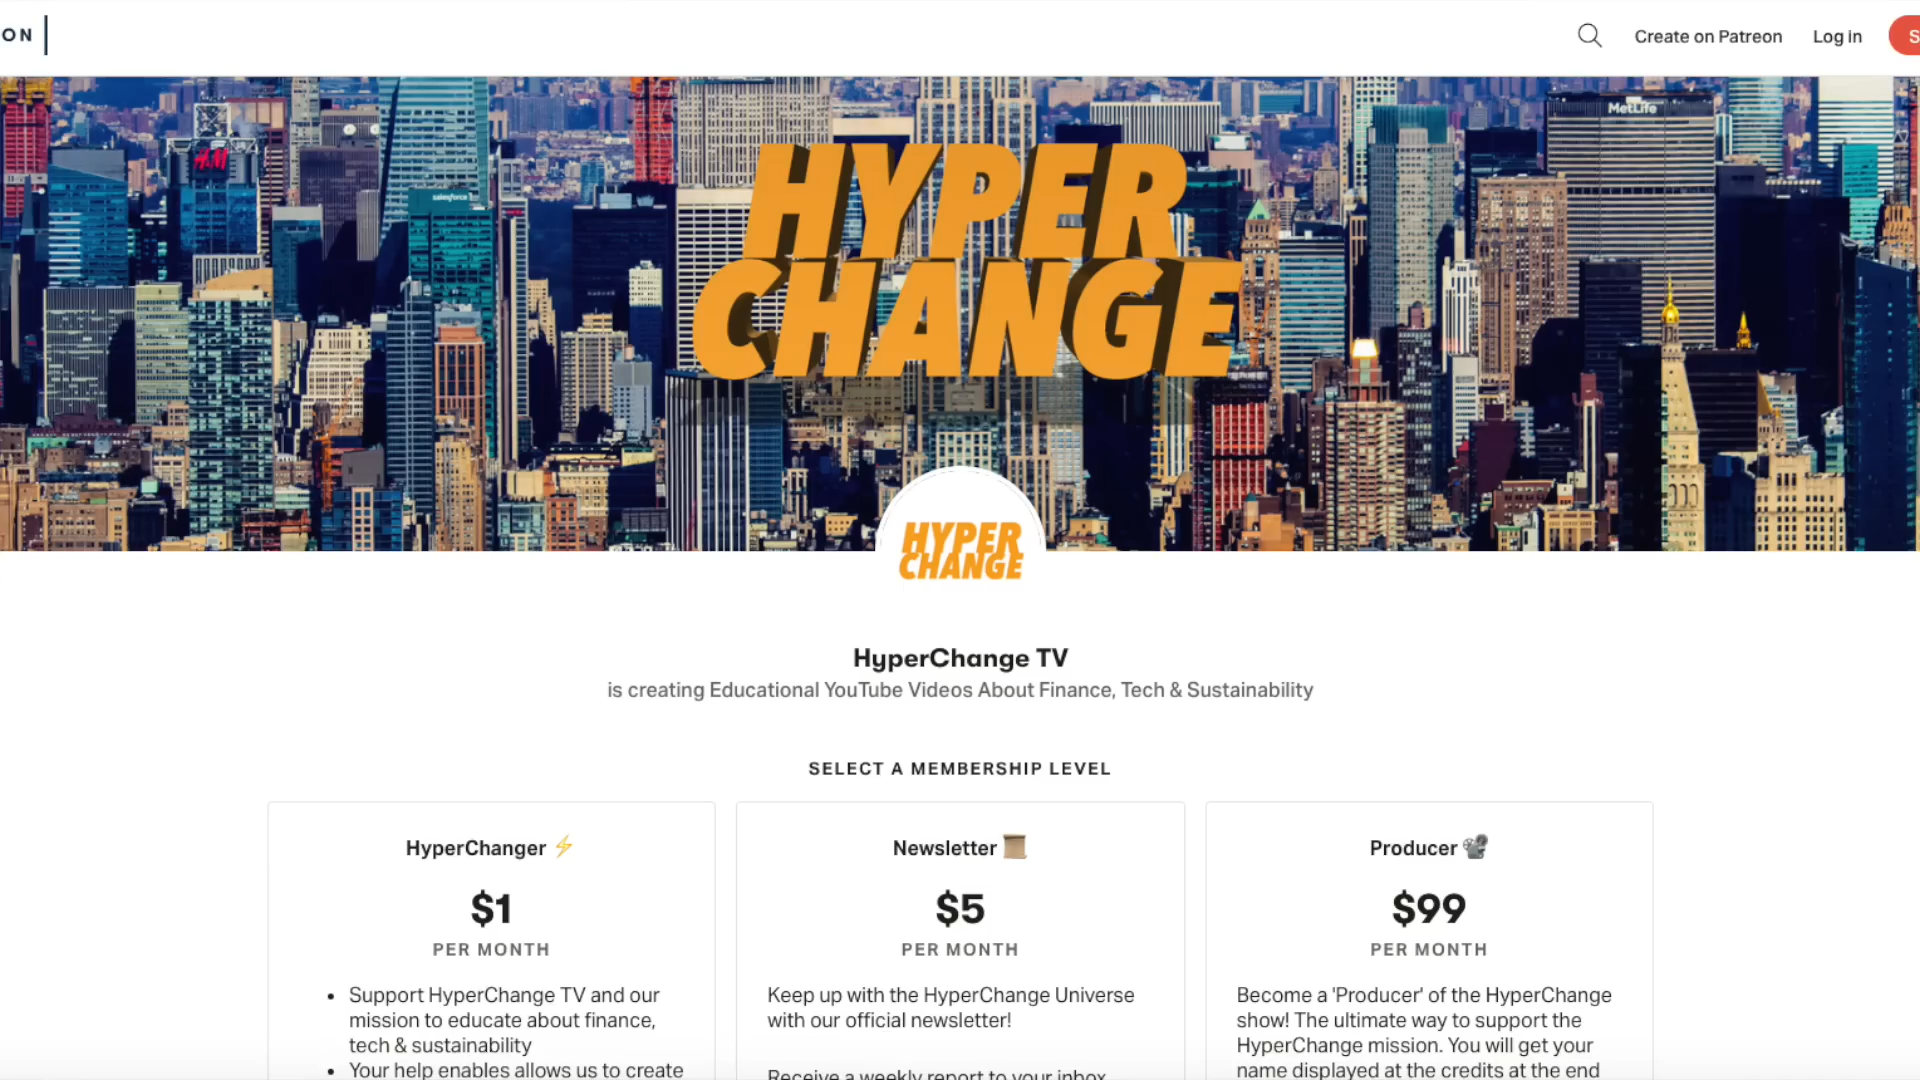 ON
Create on Patreon
Log in
S
MetLife
H&M
salesforce
HYPER
CHANGE
HYPER
CHANGE
HyperChange TV
is creating Educational YouTube Videos About Finance, Tech & Sustainability
SELECT A MEMBERSHIP LEVEL
HyperChanger
$1
PER MONTH
• Support HyperChange TV and our
mission to educate about finance,
tech & sustainability
• Your help enables allows us to create
Newsletter
$5
PER MONTH
Keep up with the HyperChange Universe
with our official newsletter!
Receive a weekly report to your inbox
Producer
$99
PER MONTH
Become a 'Producer' of the HyperChange
show! The ultimate way to support the
HyperChange mission. You will get your
name displayed at the credits at the end